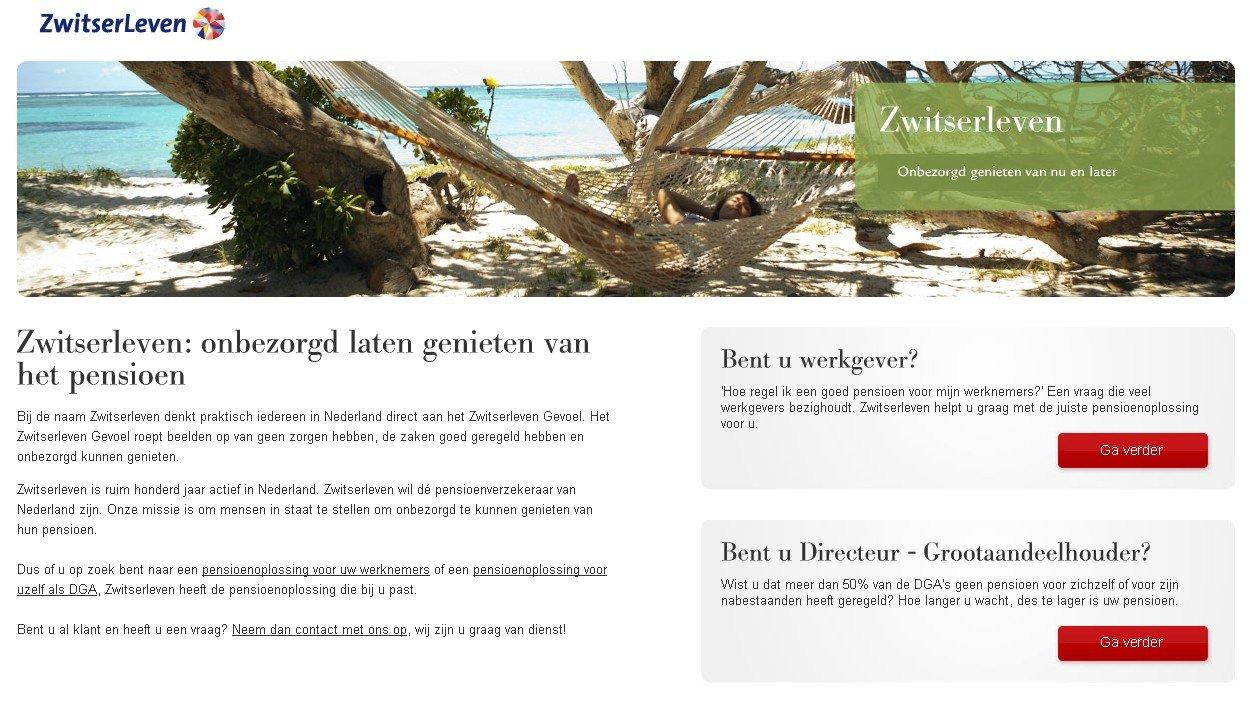 ZwitserLeven
Zwitserleven
Onbezorgd genieten van nu en later
Zwitserleven: onbezorgd laten genieten van
het pensioen
Bij de naam Zwitserleven denkt praktisch iedereen in Nederland direct aan het Zwitserleven Gevoel. Het
Zwitserleven Gevoel roept beelden op van geen zorgen hebben, de zaken goed geregeld hebben en
onbezorgd kunnen genieten.
Zwitserleven is ruim honderd jaar actief in Nederland. Zwitserleven wil dé pensioenverzekeraar van
Nederland zijn. Onze missie is om mensen in staat te stellen om onbezorgd te kunnen genieten van
hun pensioen.
Dus of u op zoek bent naar een pensioenoplossing voor uw werknemers of een pensioenoplossing voor
uzelf als DGA, Zwitserleven heeft de pensioenoplossing die bij u past.
Bent u al klant en heeft u een vraag? Neem dan contact met ons op, wij zijn u graag van dienst!
Bent u werkgever?
'Hoe regel ik een goed pensioen voor mijn werknemers?' Een vraag die veel
werkgevers bezighoudt. Zwitserleven helpt u graag met de juiste pensioenoplossing
voor u.
Ga verder
Bent u Directeur - Grootaandeelhouder?
Wist u dat meer dan 50% van de DGA's geen pensioen voor zichzelf of voor zijn
nabestaanden heeft geregeld? Hoe langer u wacht, des te lager is uw pensioen.
Ga verder